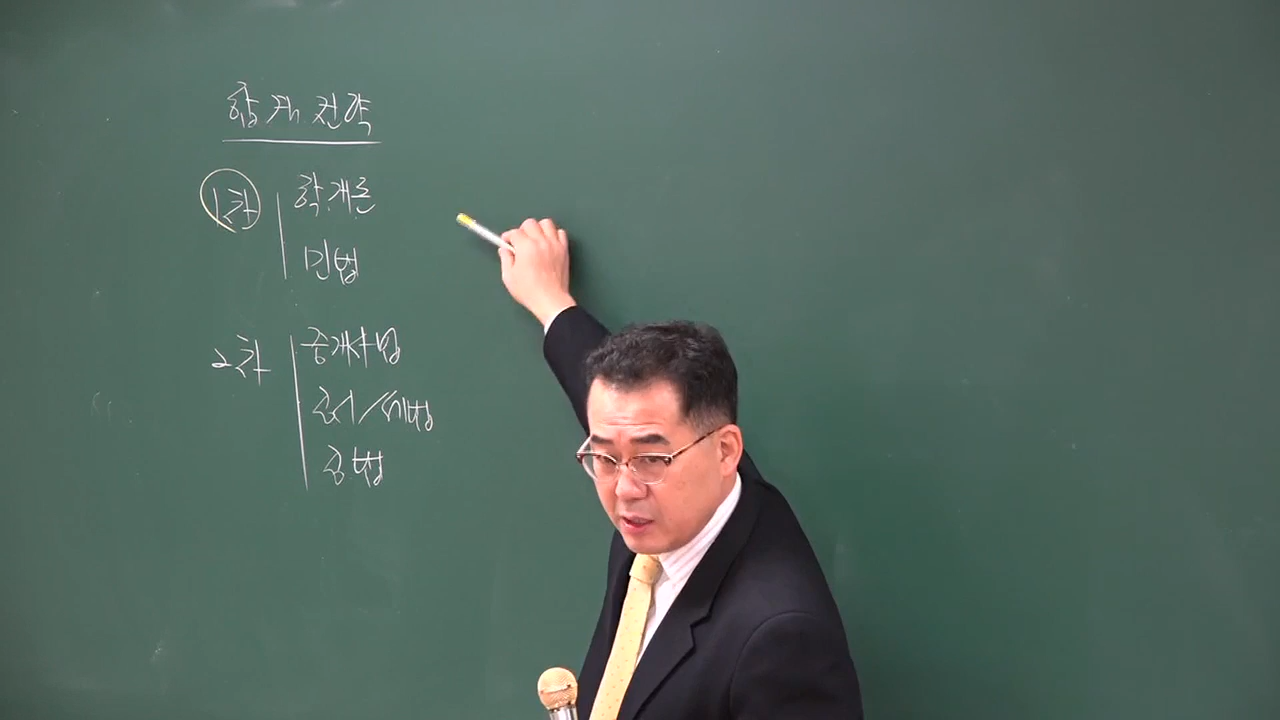 합격 전략
1차 학.개론
민법
2차 중개사법
공시/세법
공법